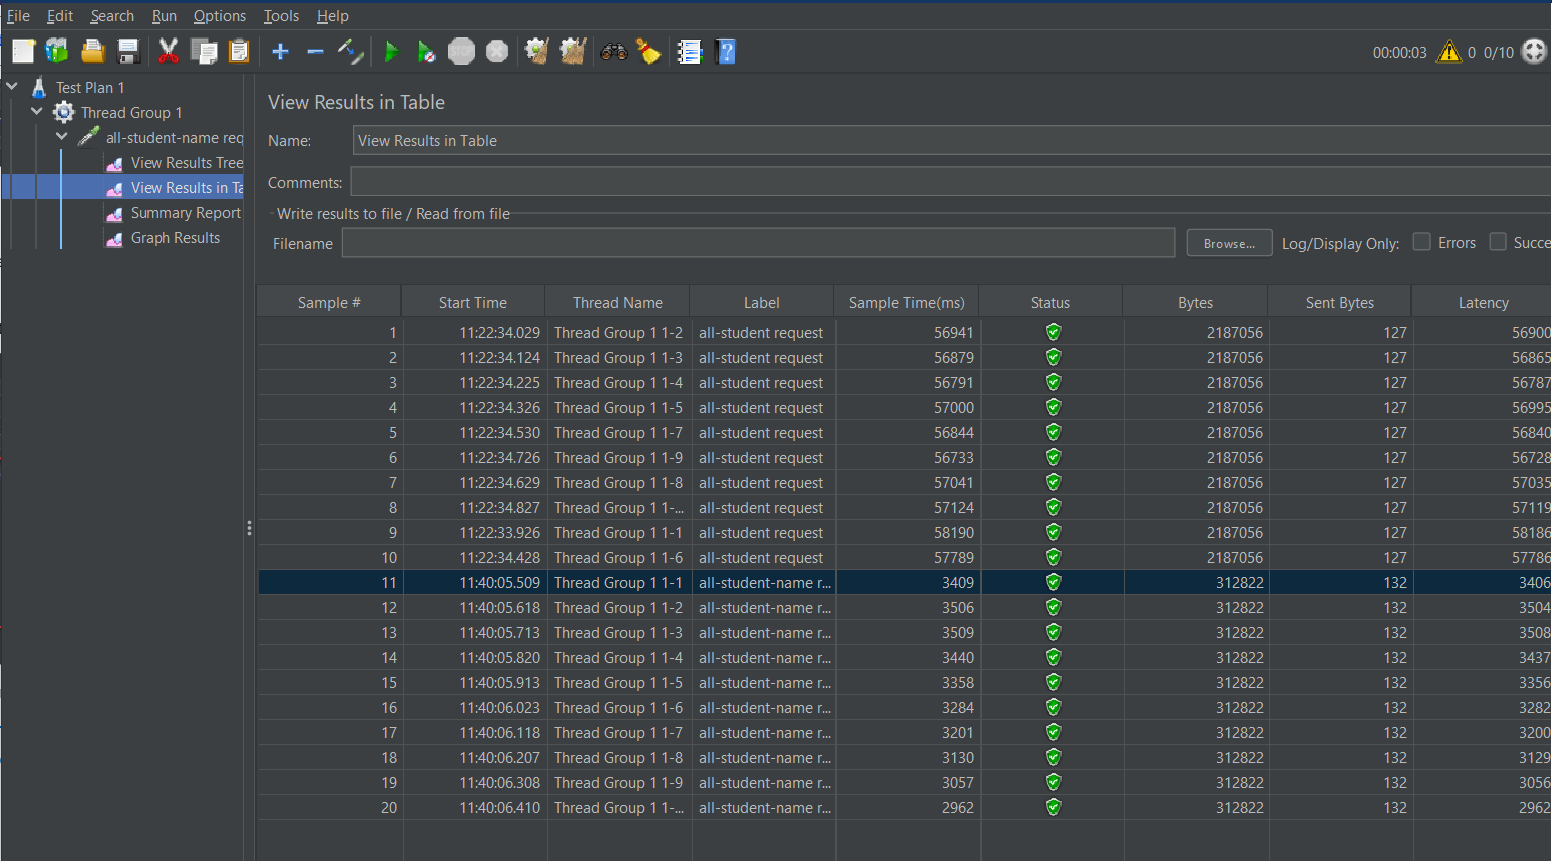 File Edit Search Run Options Tools Help
00:00:03 0 0/10
Test Plan 1
Thread Group 1
all-student-name req
View Results Tree
View Results in Ta
Summary Report
Graph Results
View Results in Table
Name: View Results in Table
Comments:
Write results to file / Read from file
Filename Browse... Log/Display Only: Errors Succe
Sample # Start Time Thread Name Label Sample Time(ms) Status Bytes Sent Bytes Latency
1 11:22:34.029 Thread Group 1 1-2 all-student request 56941 2187056 127 56900
2 11:22:34.124 Thread Group 1 1-3 all-student request 56879 2187056 127 56865
3 11:22:34.225 Thread Group 1 1-4 all-student request 56791 2187056 127 56787
4 11:22:34.326 Thread Group 1 1-5 all-student request 57000 2187056 127 56995
5 11:22:34.530 Thread Group 1 1-7 all-student request 56844 2187056 127 56840
6 11:22:34.726 Thread Group 1 1-9 all-student request 56733 2187056 127 56728
7 11:22:34.629 Thread Group 1 1-8 all-student request 57041 2187056 127 57035
8 11:22:34.827 Thread Group 1 1-... all-student request 57124 2187056 127 57119
9 11:22:33.926 Thread Group 1 1-1 all-student request 58190 2187056 127 58186
10 11:22:34.428 Thread Group 1 1-6 all-student request 57789 2187056 127 57786
11 11:40:05.509 Thread Group 1 1-1 all-student-name r... 3409 312822 132 3406
12 11:40:05.618 Thread Group 1 1-2 all-student-name r... 3506 312822 132 3504
13 11:40:05.713 Thread Group 1 1-3 all-student-name r... 3509 312822 132 3508
14 11:40:05.820 Thread Group 1 1-4 all-student-name r... 3440 312822 132 3437
15 11:40:05.913 Thread Group 1 1-5 all-student-name r... 3358 312822 132 3356
16 11:40:06.023 Thread Group 1 1-6 all-student-name r... 3284 312822 132 3282
17 11:40:06.118 Thread Group 1 1-7 all-student-name r... 3201 312822 132 3200
18 11:40:06.207 Thread Group 1 1-8 all-student-name r... 3130 312822 132 3129
19 11:40:06.308 Thread Group 1 1-9 all-student-name r... 3057 312822 132 3056
20 11:40:06.410 Thread Group 1 1-... all-student-name r... 2962 312822 132 2962